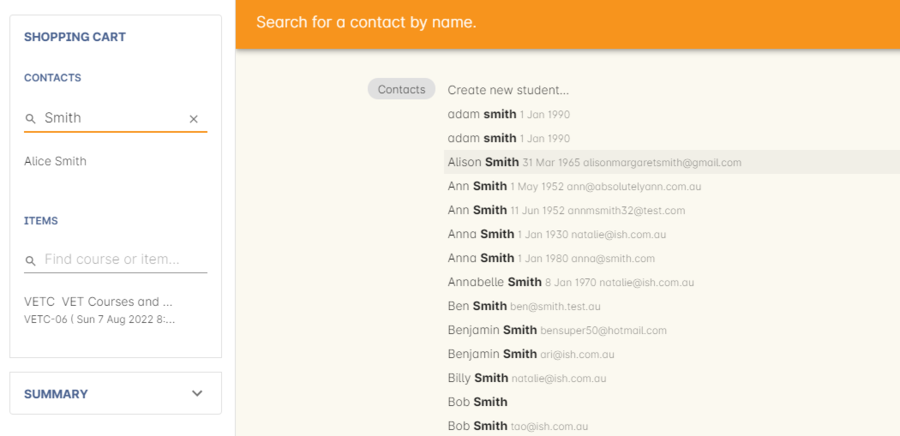 SHOPPING CART
CONTACTS
Smith
Alice Smith
ITEMS
Find course or item...
VETC VET Courses and ...
VETC-06 ( Sun 7 Aug 2022 8:...
SUMMARY
Search for a contact by name.
Contacts
Create new student...
adam smith 1 Jan 1990
adam smith 1 Jan 1990
Alison Smith 31 Mar 1965 alisonmargaretsmith@gmail.com
Ann Smith 1 May 1952 ann@absolutelyann.com.au
Ann Smith 11 Jun 1952 annmsmith32@test.com
Anna Smith 1 Jan 1930 natalie@ish.com.au
Anna Smith 1 Jan 1980 anna@smith.com
Annabelle Smith 8 Jan 1970 natalie@ish.com.au
Ben Smith ben@smith.test.au
Benjamin Smith bensuper50@hotmail.com
Benjamin Smith ari@ish.com.au
Billy Smith natalie@ish.com.au
Bob Smith
Bob Smith tao@ish.com.au